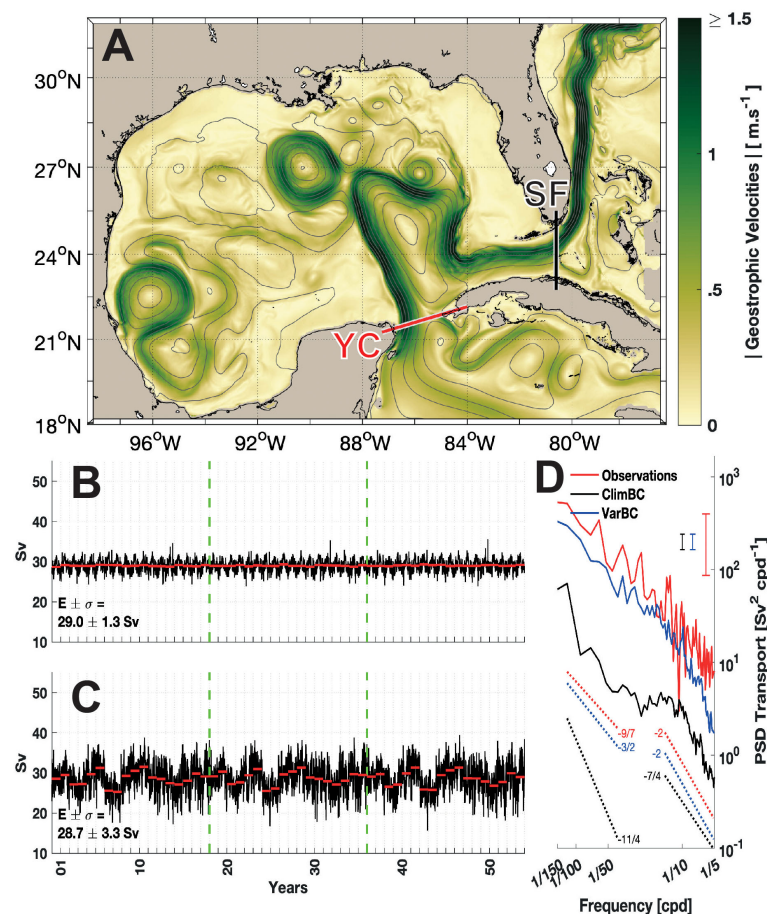 A
30°N
27°N
24°N
21°N
18°N
96°W
92°W
88°W
84°W
80°W
SF
YC
≥ 1.5
1
.5
0
| Geostrophic Velocities | [ m.s⁻¹ ]
B
50
40
30
20
10
Sv
E ± σ =
29.0 ± 1.3 Sv
C
50
40
30
20
10
Sv
E ± σ =
28.7 ± 3.3 Sv
01
10
20
30
40
50
Years
D
Observations
ClimBC
VarBC
-9/7
-3/2
-11/4
-2
-2
-7/4
10³
10²
10¹
10⁰
10⁻¹
PSD Transport [Sv² cpd⁻¹]
1/150
1/100
1/50
1/10
1/5
Frequency [cpd]